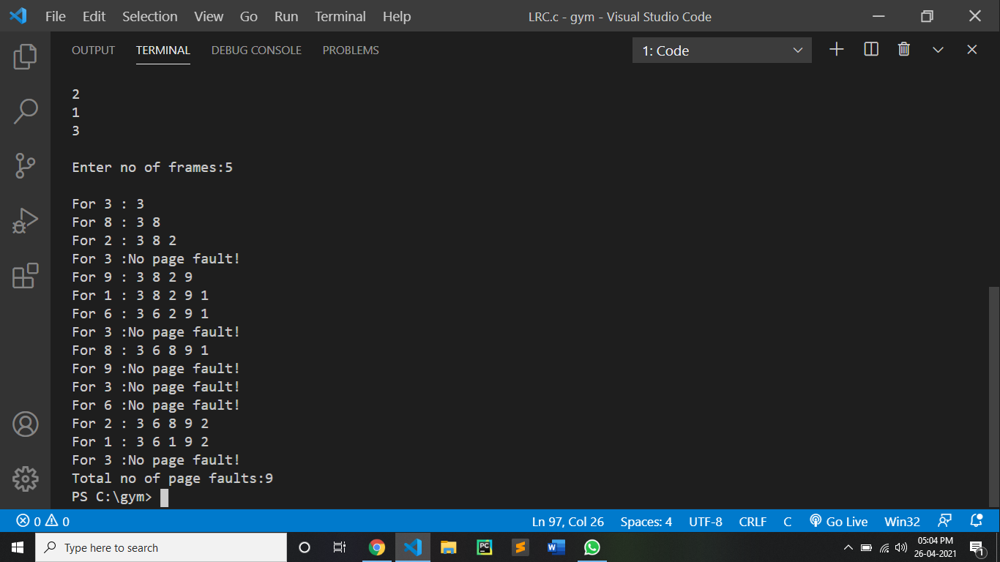 File Edit Selection View Go Run Terminal Help LRC.c - gym - Visual Studio Code
OUTPUT TERMINAL DEBUG CONSOLE PROBLEMS 1: Code
2
1
3
Enter no of frames:5
For 3 : 3
For 8 : 3 8
For 2 : 3 8 2
For 3 :No page fault!
For 9 : 3 8 2 9
For 1 : 3 8 2 9 1
For 6 : 3 6 2 9 1
For 3 :No page fault!
For 8 : 3 6 8 9 1
For 9 :No page fault!
For 3 :No page fault!
For 6 :No page fault!
For 2 : 3 6 8 9 2
For 1 : 3 6 1 9 2
For 3 :No page fault!
Total no of page faults:9
PS C:\gym>
0 0 Ln 97, Col 26 Spaces: 4 UTF-8 CRLF C Go Live Win32
Type here to search PC S W 05:04 PM 1
26-04-2021